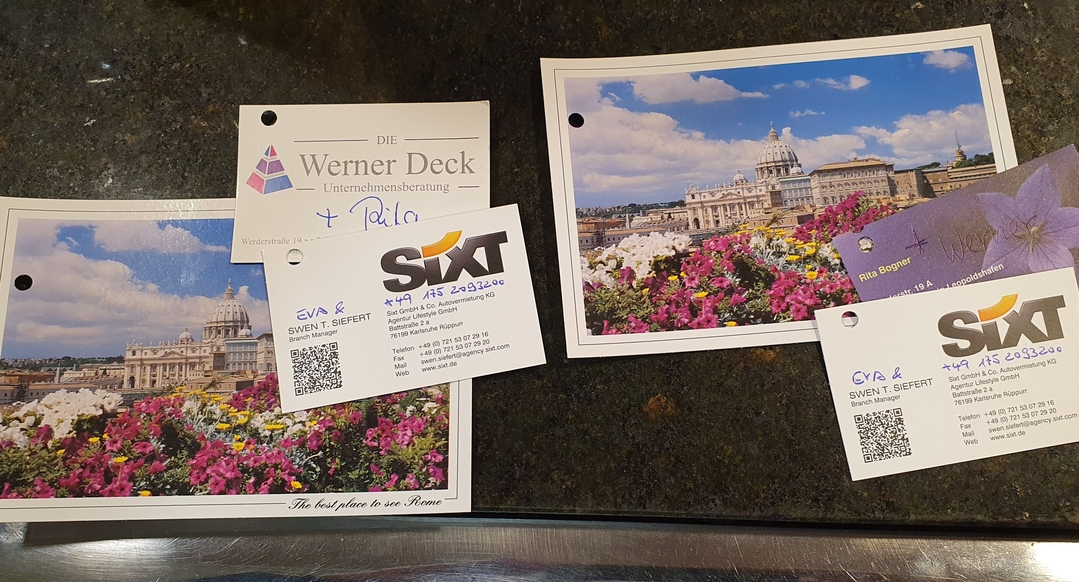 DIE
Werner Deck
Unternehmensberatung
+ Rita
Werderstraße 19
SIXT
+49 175 2093200
EVA &
SWEN T. SIEFERT
Branch Manager
Sixt GmbH & Co. Autovermietung KG
Agentur Lifestyle GmbH
Battstraße 2 a
76199 Karlsruhe Rüppurr
Telefon +49 (0) 721 53 07 29 16
Fax +49 (0) 721 53 07 29 20
Mail swen.siefert@agency.sixt.com
Web www.sixt.de
The best place to see Rome
Rita Bogner
+ Werner
erstr. 19 A
Leopoldshafen
SIXT
+49 175 2093200
EVA &
SWEN T. SIEFERT
Branch Manager
Sixt GmbH & Co. Autovermietung KG
Agentur Lifestyle GmbH
Battstraße 2 a
76199 Karlsruhe Rüppurr
Telefon +49 (0) 721 53 07 29 16
Fax +49 (0) 721 53 07 29 20
Mail swen.siefert@agency.sixt.com
Web www.sixt.de